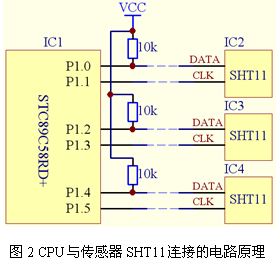 VCC
IC1
10k
IC2
P1.0
DATA
P1.1
CLK
SHT11
STC89C58RD+
10k
IC3
P1.2
DATA
P1.3
CLK
SHT11
10k
IC4
P1.4
DATA
P1.5
CLK
SHT11
图 2 CPU 与传感器 SHT11 连接的电路原理